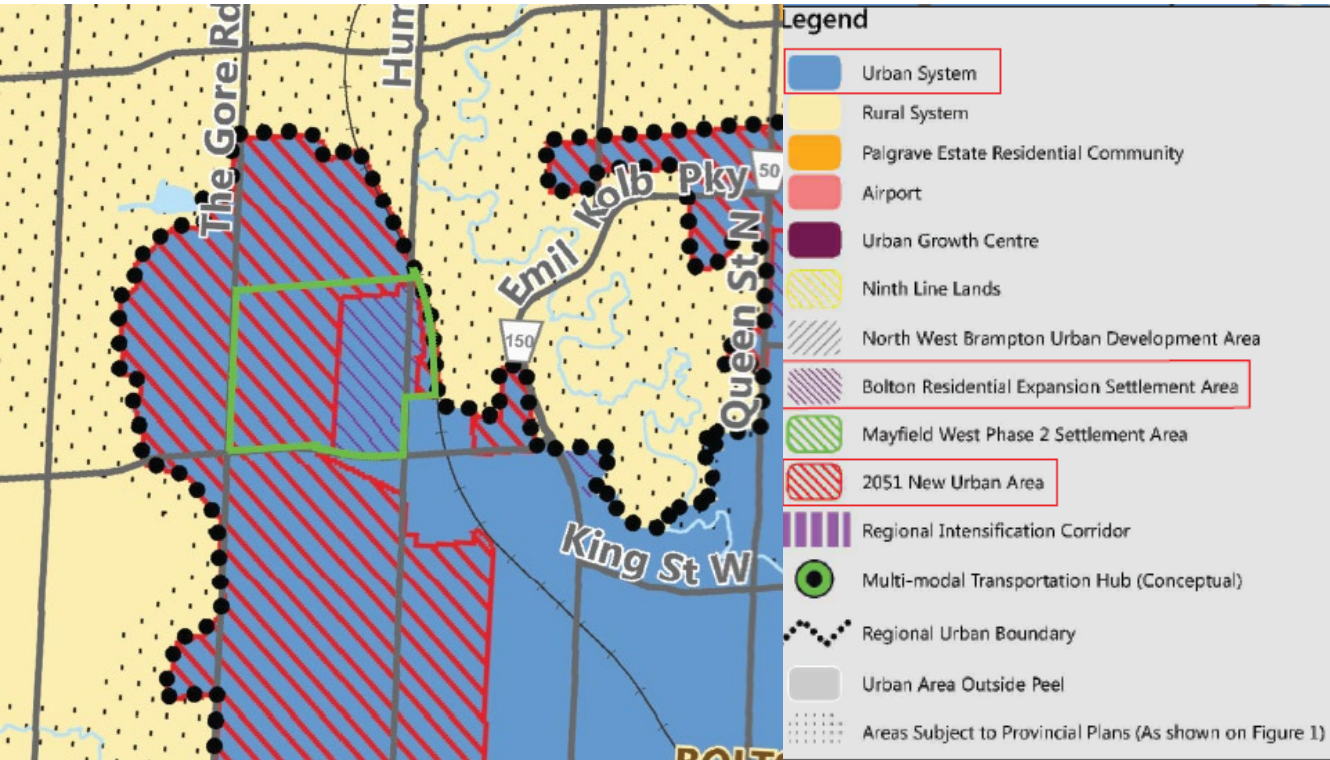 The Gore Rd
Hum
Emil Kolb Pky
50
150
Queen St N
King St W
BOLTO
Legend
Urban System
Rural System
Palgrave Estate Residential Community
Airport
Urban Growth Centre
Ninth Line Lands
North West Brampton Urban Development Area
Bolton Residential Expansion Settlement Area
Mayfield West Phase 2 Settlement Area
2051 New Urban Area
Regional Intensification Corridor
Multi-modal Transportation Hub (Conceptual)
Regional Urban Boundary
Urban Area Outside Peel
Areas Subject to Provincial Plans (As shown on Figure 1)